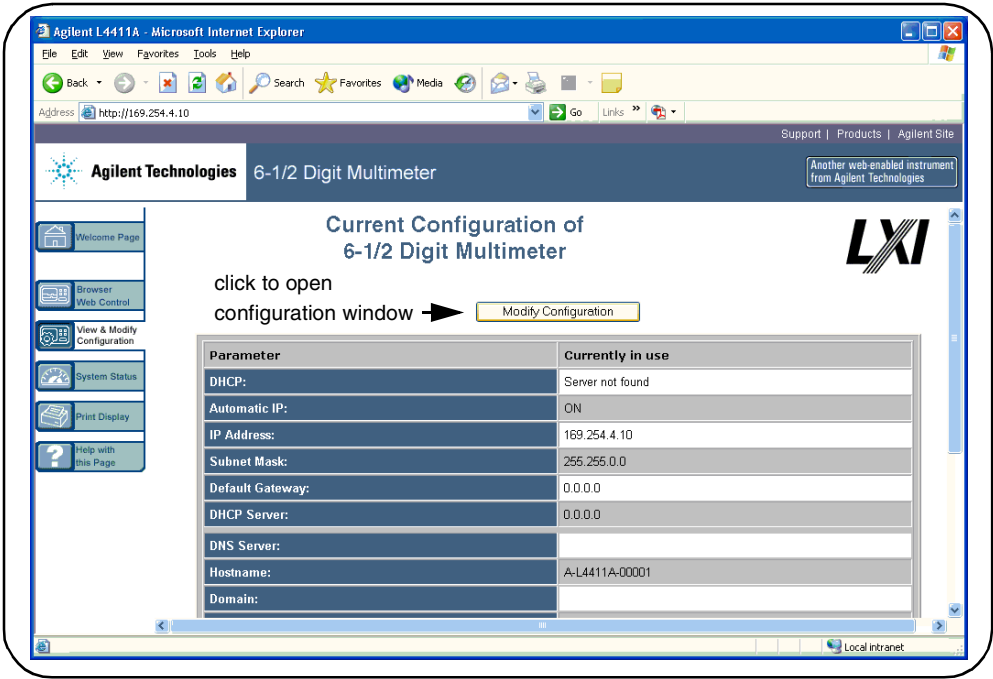 Agilent L4411A - Microsoft Internet Explorer
File Edit View Favorites Tools Help
Back Search Favorites Media
Address http://169.254.4.10 Go Links »
Support | Products | Agilent Site
Agilent Technologies 6-1/2 Digit Multimeter
Another web-enabled instrument
from Agilent Technologies
Welcome Page
Browser
Web Control
View & Modify
Configuration
System Status
Print Display
? Help with
this Page
Current Configuration of
6-1/2 Digit Multimeter
LXI
click to open
configuration window
Modify Configuration
Parameter Currently in use
DHCP: Server not found
Automatic IP: ON
IP Address: 169.254.4.10
Subnet Mask: 255.255.0.0
Default Gateway: 0.0.0.0
DHCP Server: 0.0.0.0
DNS Server:
Hostname: A-L4411A-00001
Domain:
Local intranet